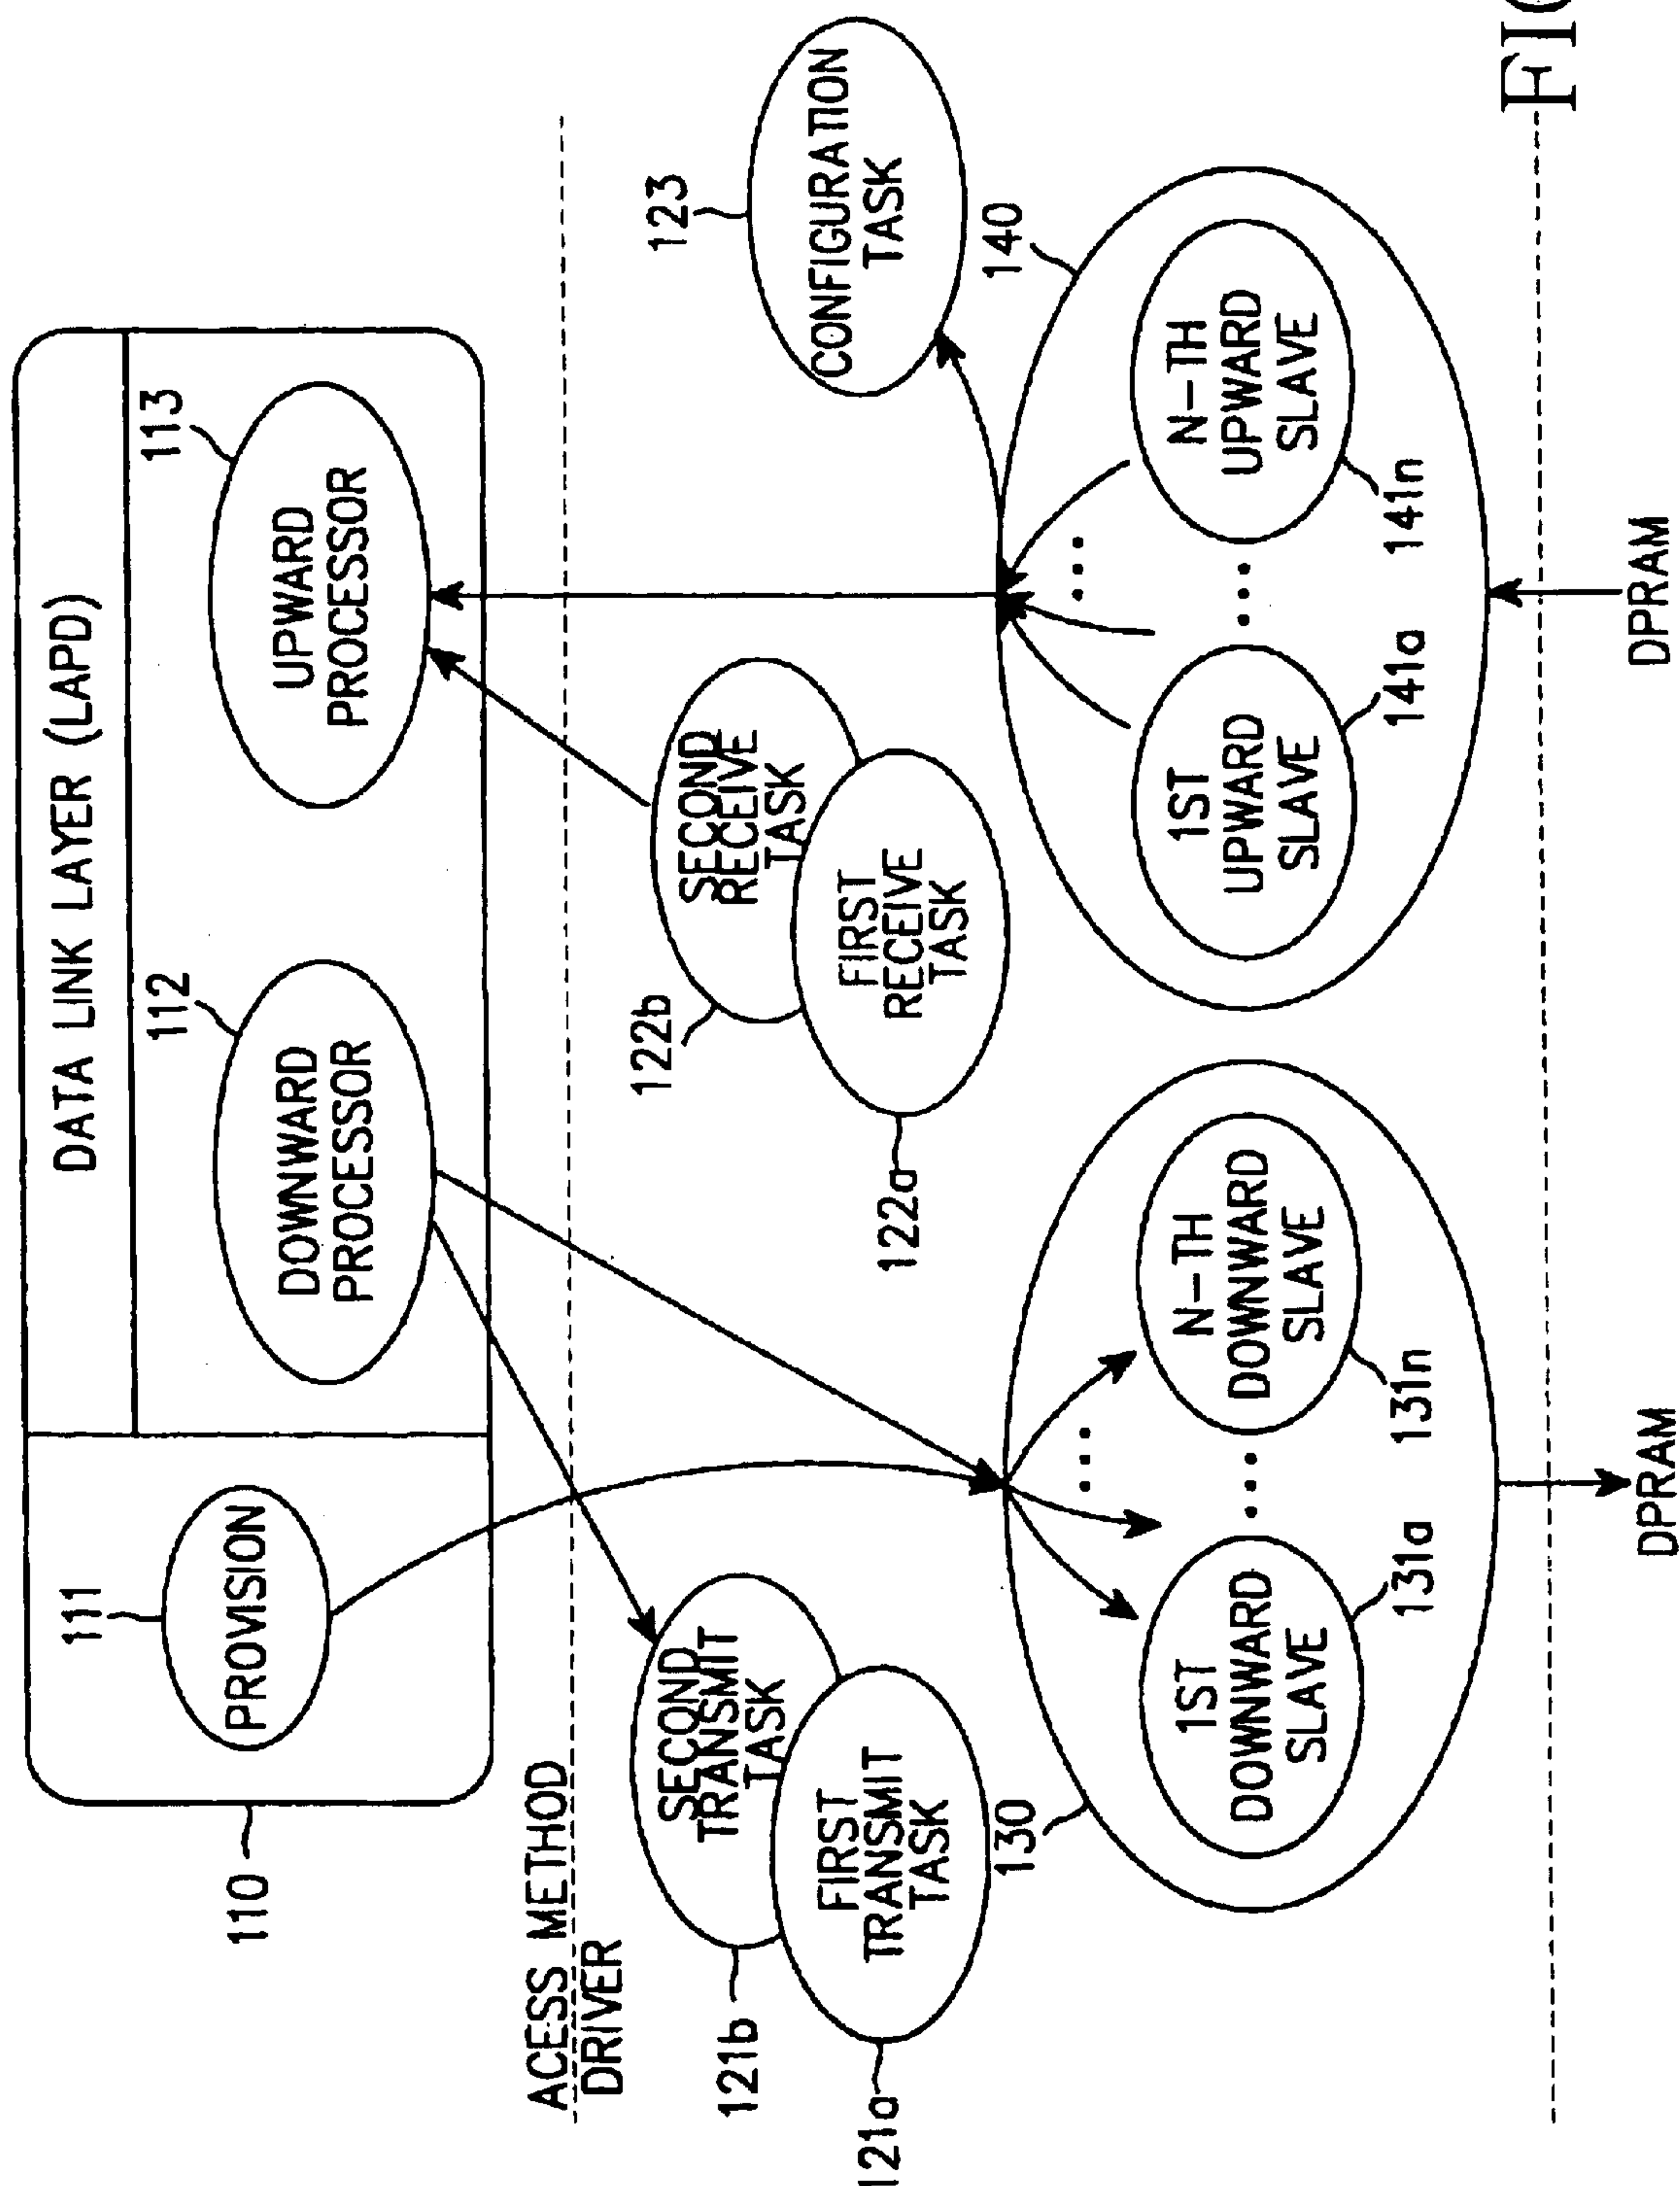 DATA LINK LAYER (LAPD)
111
PROVISION
112
DOWNWARD
PROCESSOR
113
UPWARD
PROCESSOR
110
ACESS METHOD
DRIVER
121b
SECOND
TRANSMIT
TASK
121a
FIRST
TRANSMIT
TASK
122b
SECOND
RECEIVE
TASK
122a
FIRST
RECEIVE
TASK
123
CONFIGURATION
TASK
130
1ST
DOWNWARD
SLAVE
131a
...
...
N-TH
DOWNWARD
SLAVE
131n
140
1ST
UPWARD
SLAVE
141a
...
...
N-TH
UPWARD
SLAVE
141n
DPRAM
DPRAM